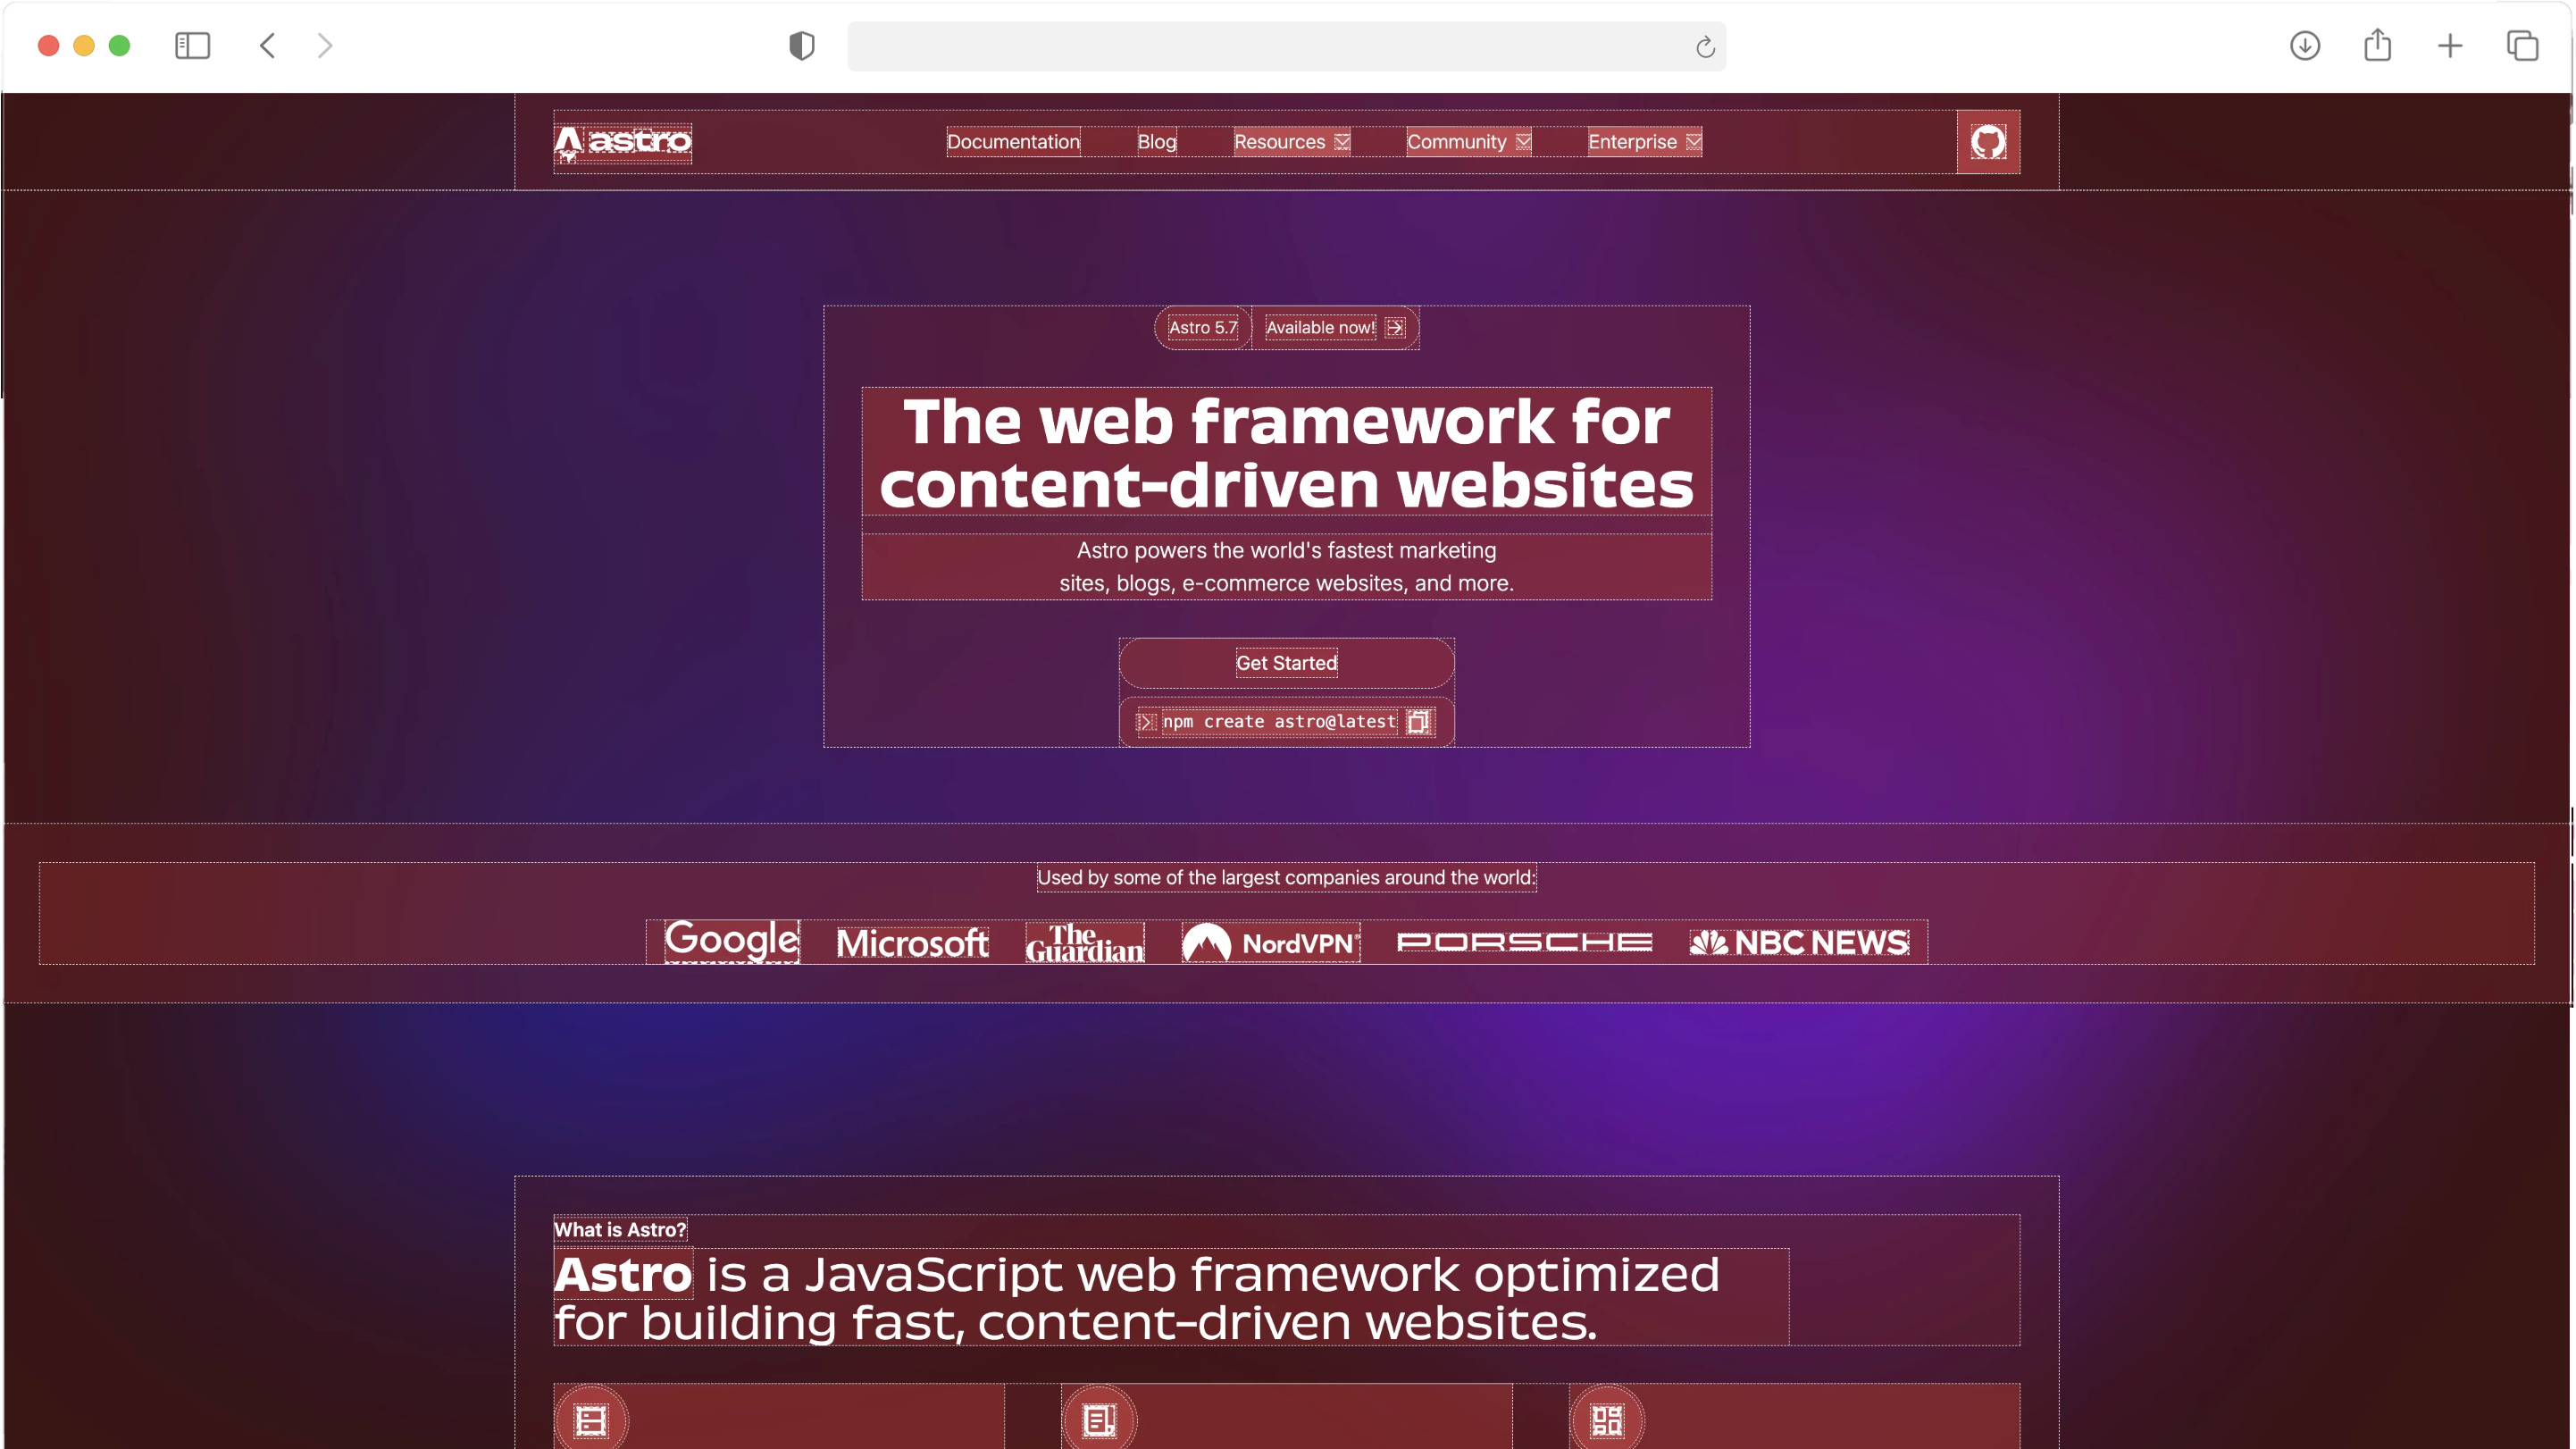 astro
Documentation Blog Resources Community Enterprise
Astro 5.7 Available now!
The web framework for
content-driven websites
Astro powers the world's fastest marketing
sites, blogs, e-commerce websites, and more.
Get Started
npm create astro@latest
Used by some of the largest companies around the world:
Google Microsoft The Guardian NordVPN® PORSCHE NBC NEWS
What is Astro?
Astro is a JavaScript web framework optimized
for building fast, content-driven websites.